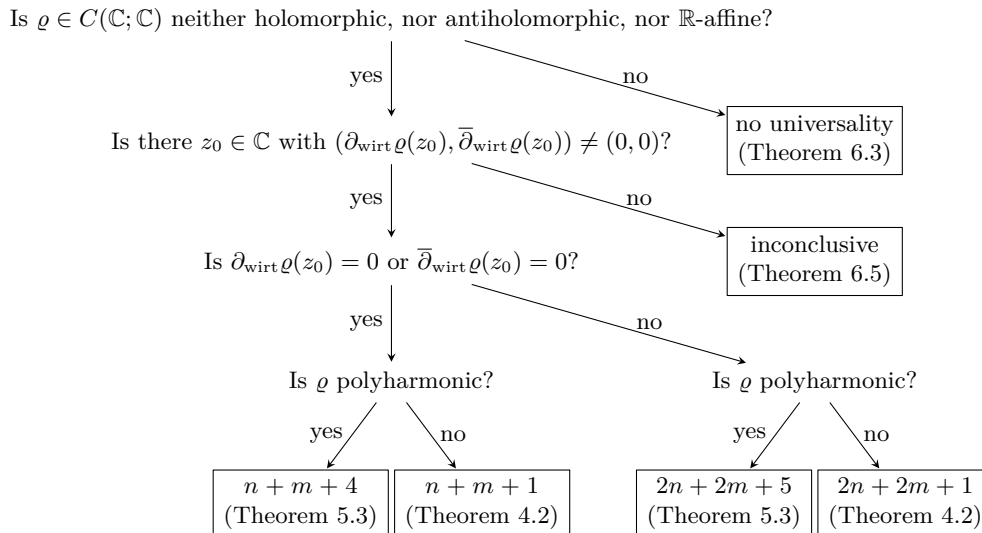 Is ϱ ∈ C(ℂ; ℂ) neither holomorphic, nor antiholomorphic, nor ℝ-affine?
yes
no
no universality
(Theorem 6.3)
Is there z₀ ∈ ℂ with (∂_wirt ϱ(z₀), ∂̄_wirt ϱ(z₀)) ≠ (0, 0)?
yes
no
inconclusive
(Theorem 6.5)
Is ∂_wirt ϱ(z₀) = 0 or ∂̄_wirt ϱ(z₀) = 0?
yes
no
Is ϱ polyharmonic?
Is ϱ polyharmonic?
yes
no
yes
no
n + m + 4
(Theorem 5.3)
n + m + 1
(Theorem 4.2)
2n + 2m + 5
(Theorem 5.3)
2n + 2m + 1
(Theorem 4.2)